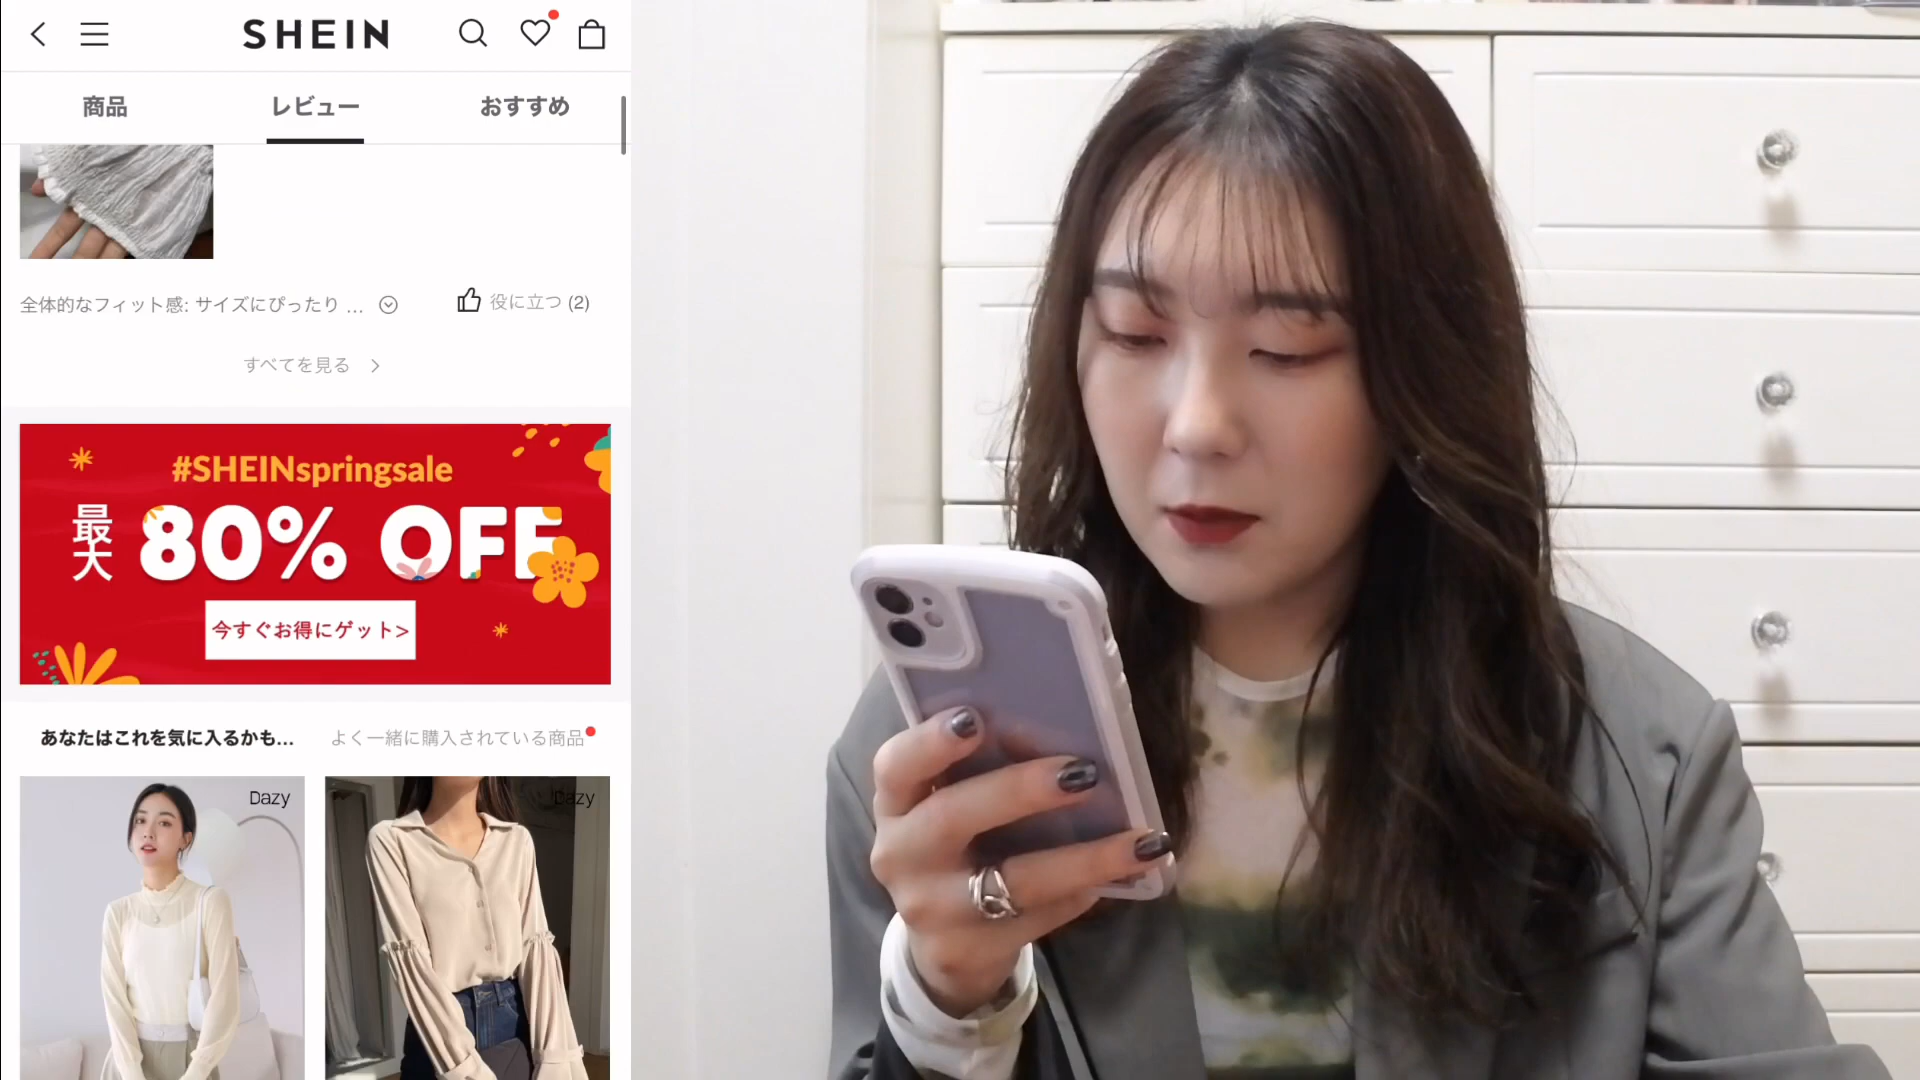 SHEIN
商品
レビュー
おすすめ
全体的なフィット感: サイズにぴったり ...
役に立つ (2)
すべてを見る >
#SHEINspringsale
最大 80% OFF
今すぐお得にゲット>
あなたはこれを気に入るかも...
よく一緒に購入されている商品
Dazy
Dazy